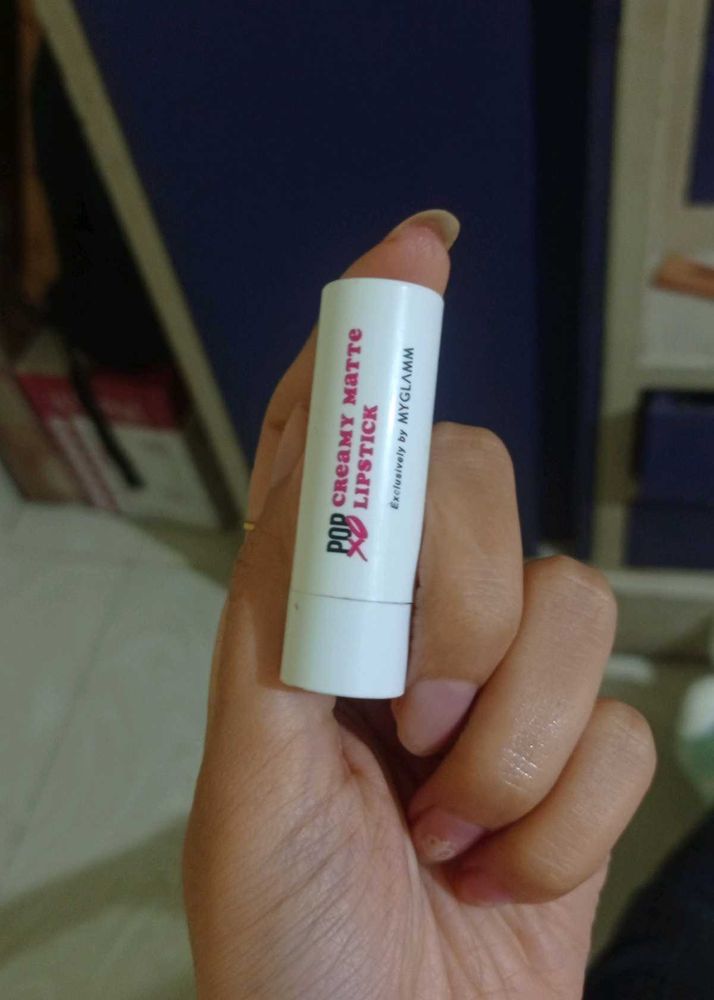 POP
XO
CREAMY MATTE
LIPSTICK
Exclusively by MYGLAMM